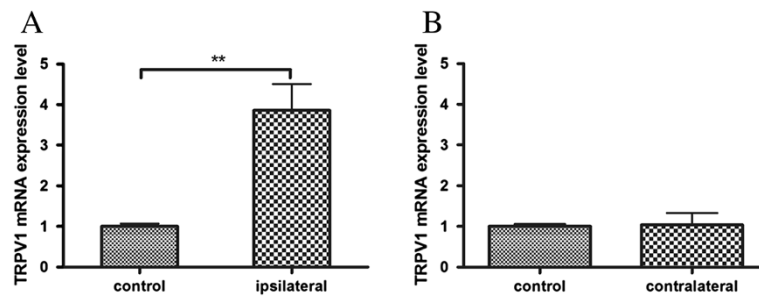 A
TRPV1 mRNA expression level
5
4
3
2
1
0
**
control
ipsilateral
B
TRPV1 mRNA expression level
5
4
3
2
1
0
control
contralateral